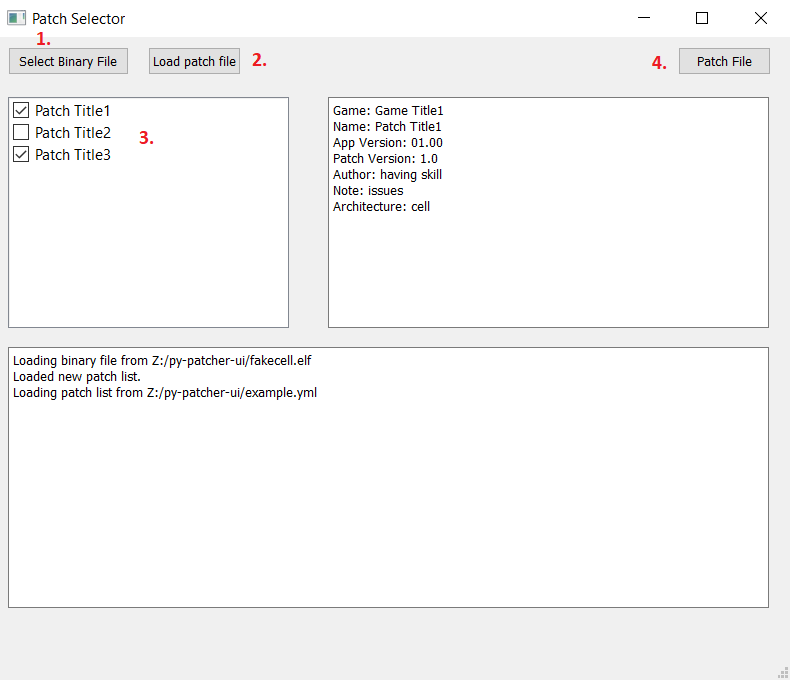 Patch Selector
1.
Select Binary File
Load patch file
2.
4.
Patch File
Patch Title1
Patch Title2
Patch Title3
3.
Game: Game Title1
Name: Patch Title1
App Version: 01.00
Patch Version: 1.0
Author: having skill
Note: issues
Architecture: cell
Loading binary file from Z:/py-patcher-ui/fakecell.elf
Loaded new patch list.
Loading patch list from Z:/py-patcher-ui/example.yml